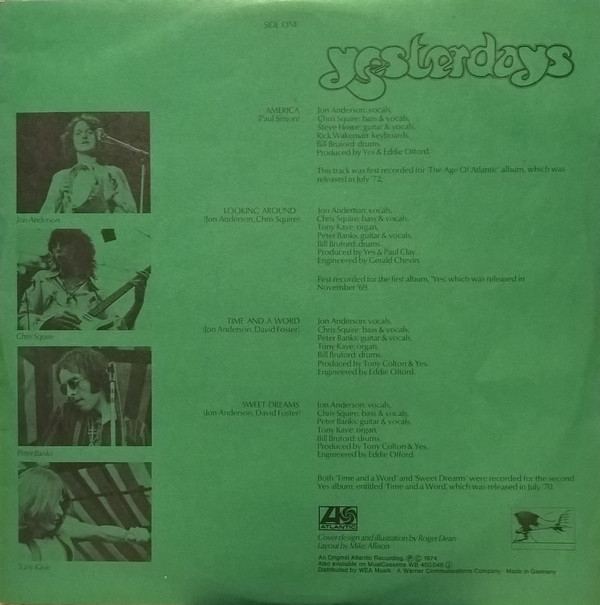 SIDE ONE
yesterdays
AMERICA
(Paul Simon)
Jon Anderson: vocals,
Chris Squire: bass & vocals,
Steve Howe: guitar & vocals,
Rick Wakeman: keyboards,
Bill Bruford: drums.
Produced by Yes & Eddie Offord.
This track was first recorded for 'The Age Of Atlantic' album, which was
released in July '72.
Jon Anderson
LOOKING AROUND
(Jon Anderson, Chris Squire)
Jon Anderson: vocals,
Chris Squire: bass & vocals,
Tony Kaye: organ,
Peter Banks: guitar & vocals,
Bill Bruford: drums.
Produced by Yes & Paul Clay
Engineered by Gerald Chevin.
First recorded for the first album, 'Yes' which was released in
November '69.
Chris Squire
TIME AND A WORD
(Jon Anderson, David Foster)
Jon Anderson: vocals,
Chris Squire: bass & vocals,
Peter Banks: guitar & vocals,
Tony Kaye: organ,
Bill Bruford: drums.
Produced by Tony Colton & Yes.
Engineered by Eddie Offord.
SWEET DREAMS
(Jon Anderson, David Foster)
Jon Anderson: vocals,
Chris Squire: bass & vocals,
Peter Banks: guitar & vocals,
Tony Kaye: organ,
Bill Bruford: drums.
Produced by Tony Colton & Yes.
Engineered by Eddie Offord.
Peter Banks
Both 'Time and a Word' and 'Sweet Dreams' were recorded for the second
Yes album, entitled 'Time and a Word', which was released in July '70.
ATLANTIC
Cover design and illustration by Roger Dean
Layout by Mike Allison
Tony Kaye
An Original Atlantic Recording. Ⓟ Ⓒ 1974
Also available on MusiCassette WB 450048
Distributed by WEA Musik · A Warner Communications Company · Made in Germany